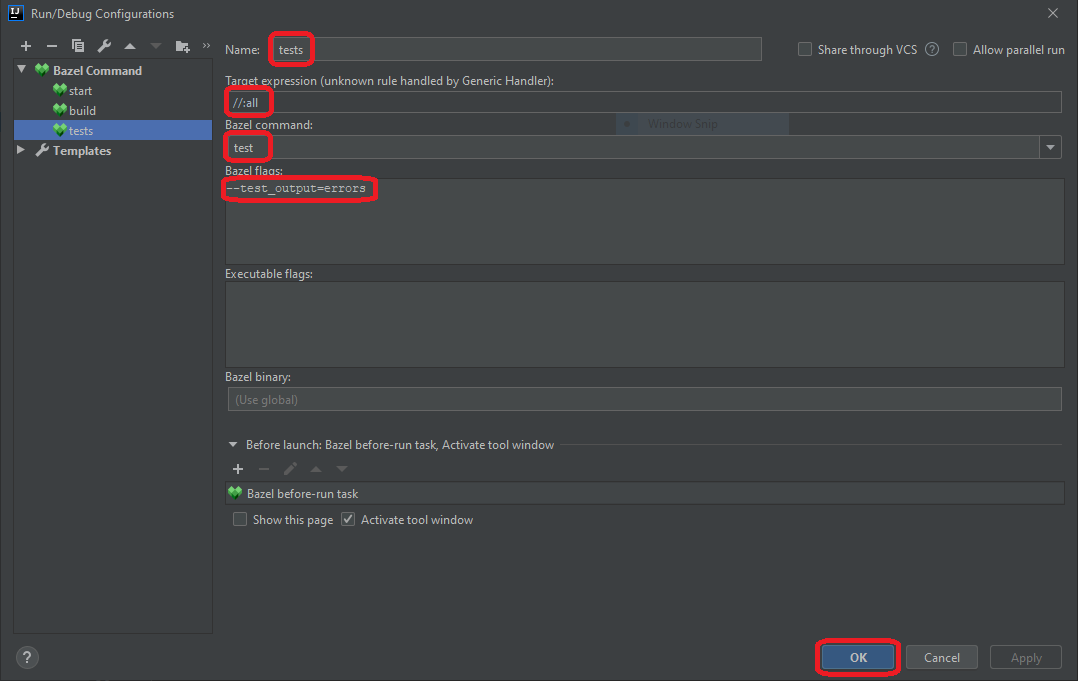 IJ Run/Debug Configurations
Name: tests Share through VCS ? Allow parallel run
Bazel Command
start
build
tests
Templates
Target expression (unknown rule handled by Generic Handler):
//:all
Bazel command:
Window Snip
test
Bazel flags:
--test_output=errors
Executable flags:
Bazel binary:
(Use global)
Before launch: Bazel before-run task, Activate tool window
Bazel before-run task
Show this page Activate tool window
? OK Cancel Apply